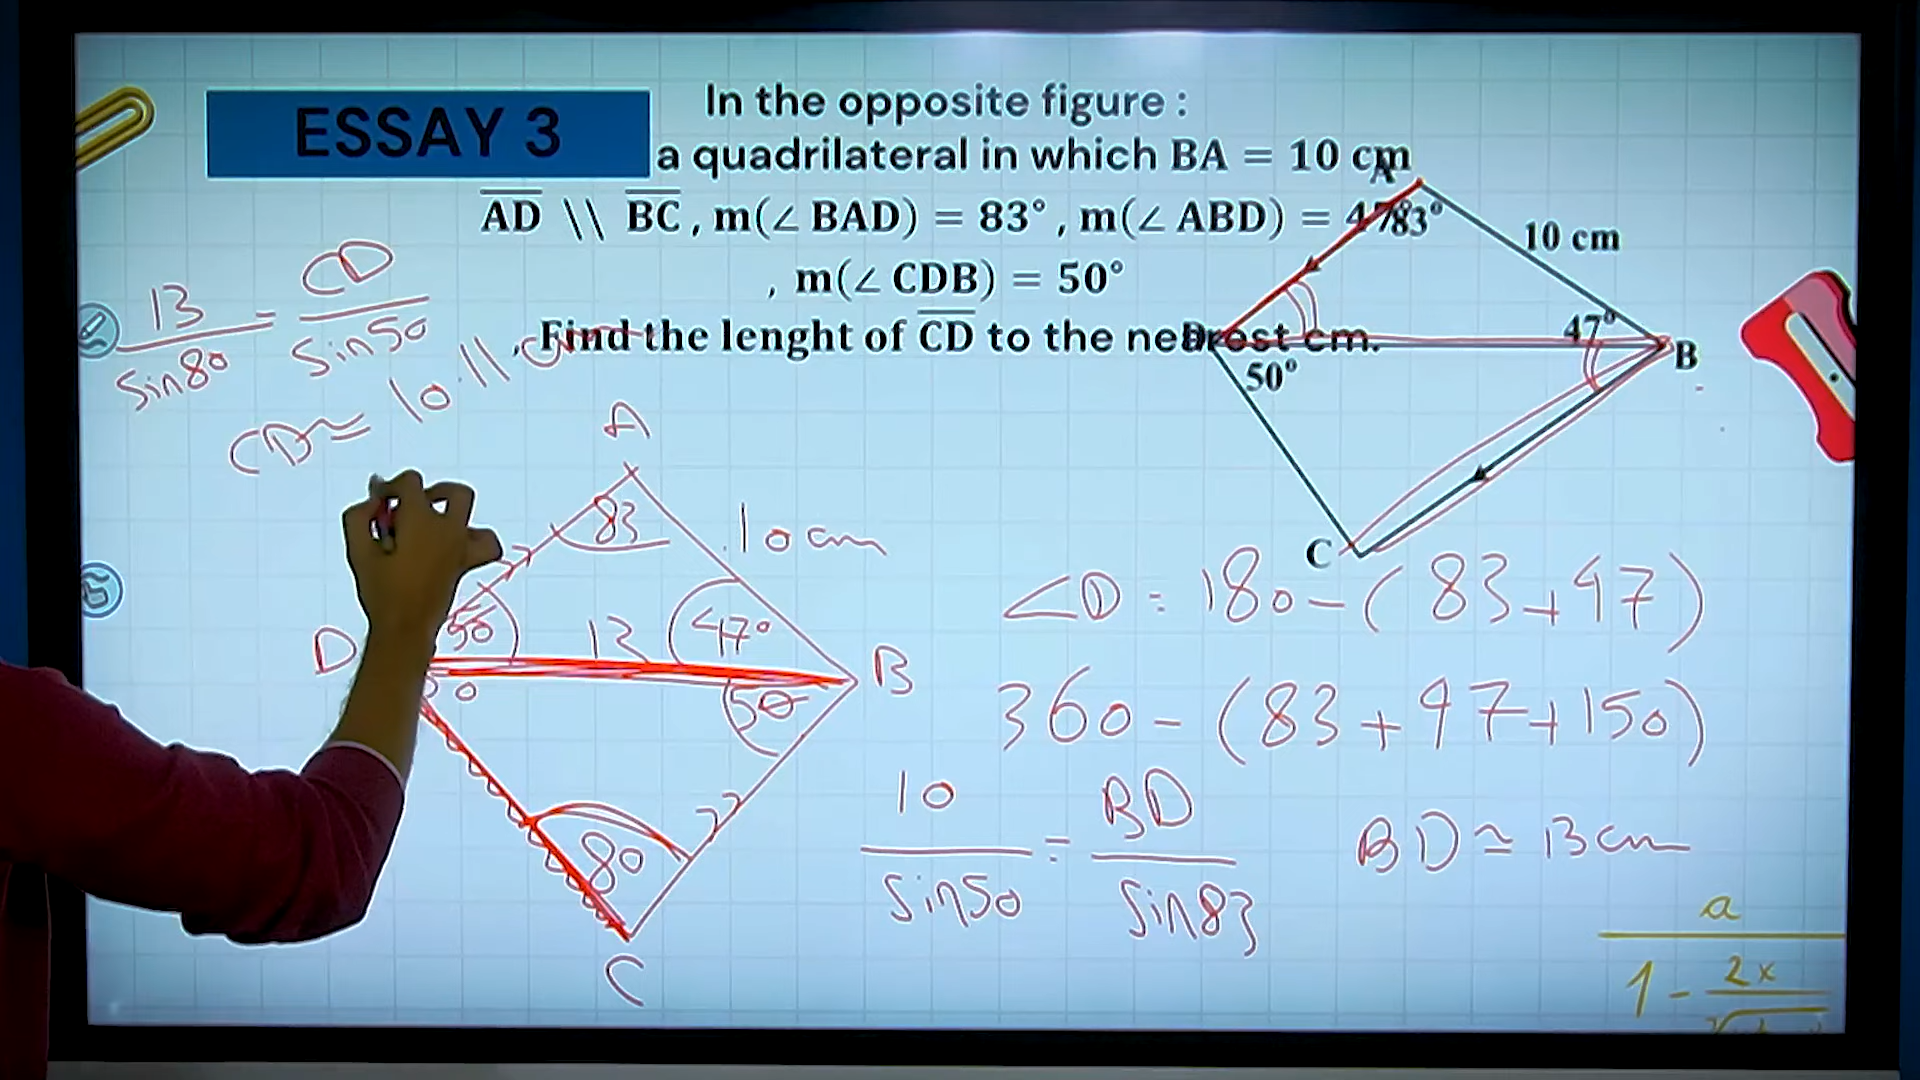 ESSAY 3
In the opposite figure :
a quadrilateral in which BA = 10 cm
AD \\ BC , m(∠ BAD) = 83° , m(∠ ABD) = 47
, m(∠ CDB) = 50°
, Find the lenght of CD to the nearest cm.
A
83°
10 cm
47°
D
B
50°
C
13 / sin80 = CD / sin50
CD ≃ 10.11 cm
A
83
10 cm
50
13
47°
D
B
50
80
C
∠D = 180 - (83 + 47)
360 - (83 + 47 + 150)
10 / sin50 = BD / sin83
BD ≃ 13 cm
a
1 - 2x